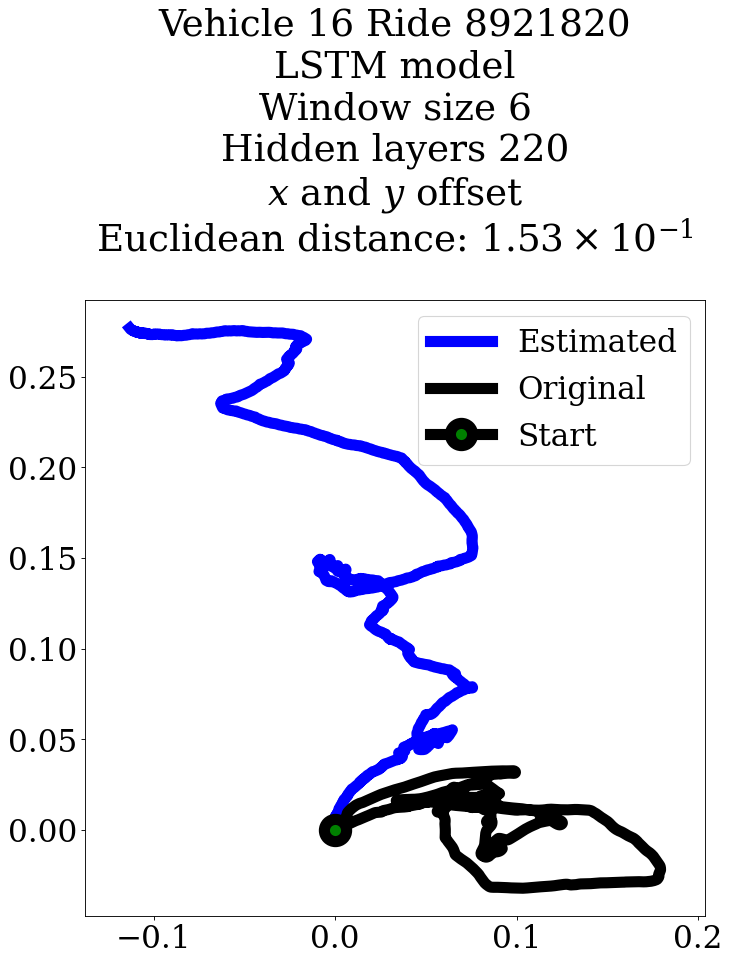 Vehicle 16 Ride 8921820
LSTM model
Window size 6
Hidden layers 220
x and y offset
Euclidean distance: 1.53 × 10⁻¹
Estimated
Original
Start
0.25
0.20
0.15
0.10
0.05
0.00
−0.1 0.0 0.1 0.2